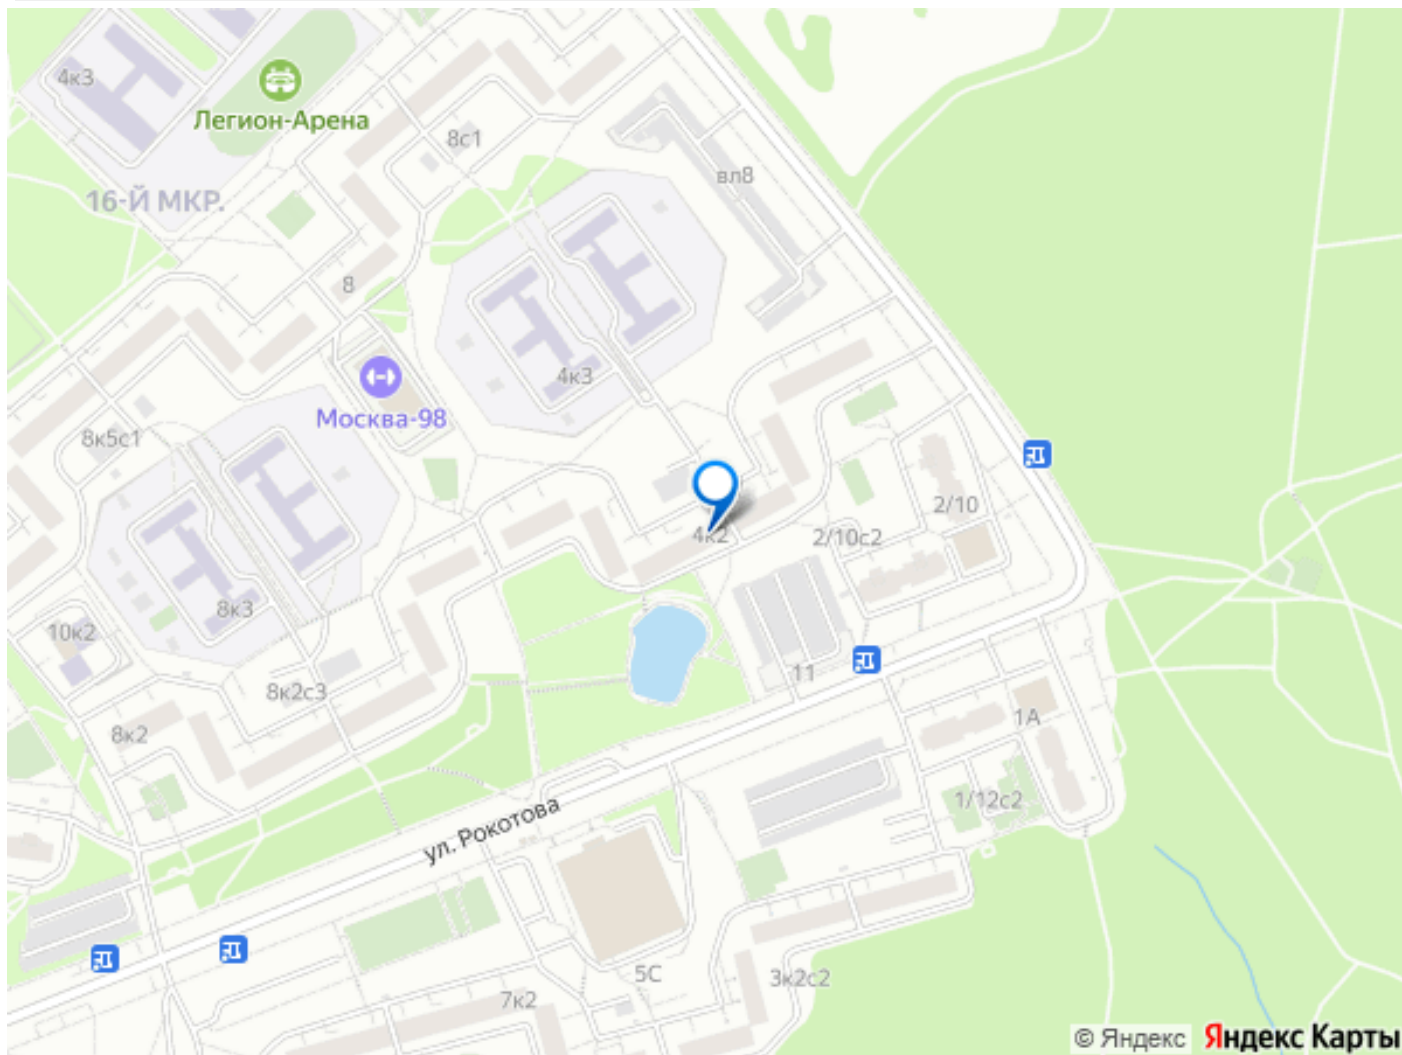 4к3
Легион-Арена
8с1
вл8
16-Й МКР.
8
4к3
Москва-98
8к5с1
2/10
4к2
2/10с2
8к3
10к2
11
8к2с3
1А
8к2
1/12с2
ул. Рокотова
5С
3к2с2
7к2
© Яндекс Яндекс Карты